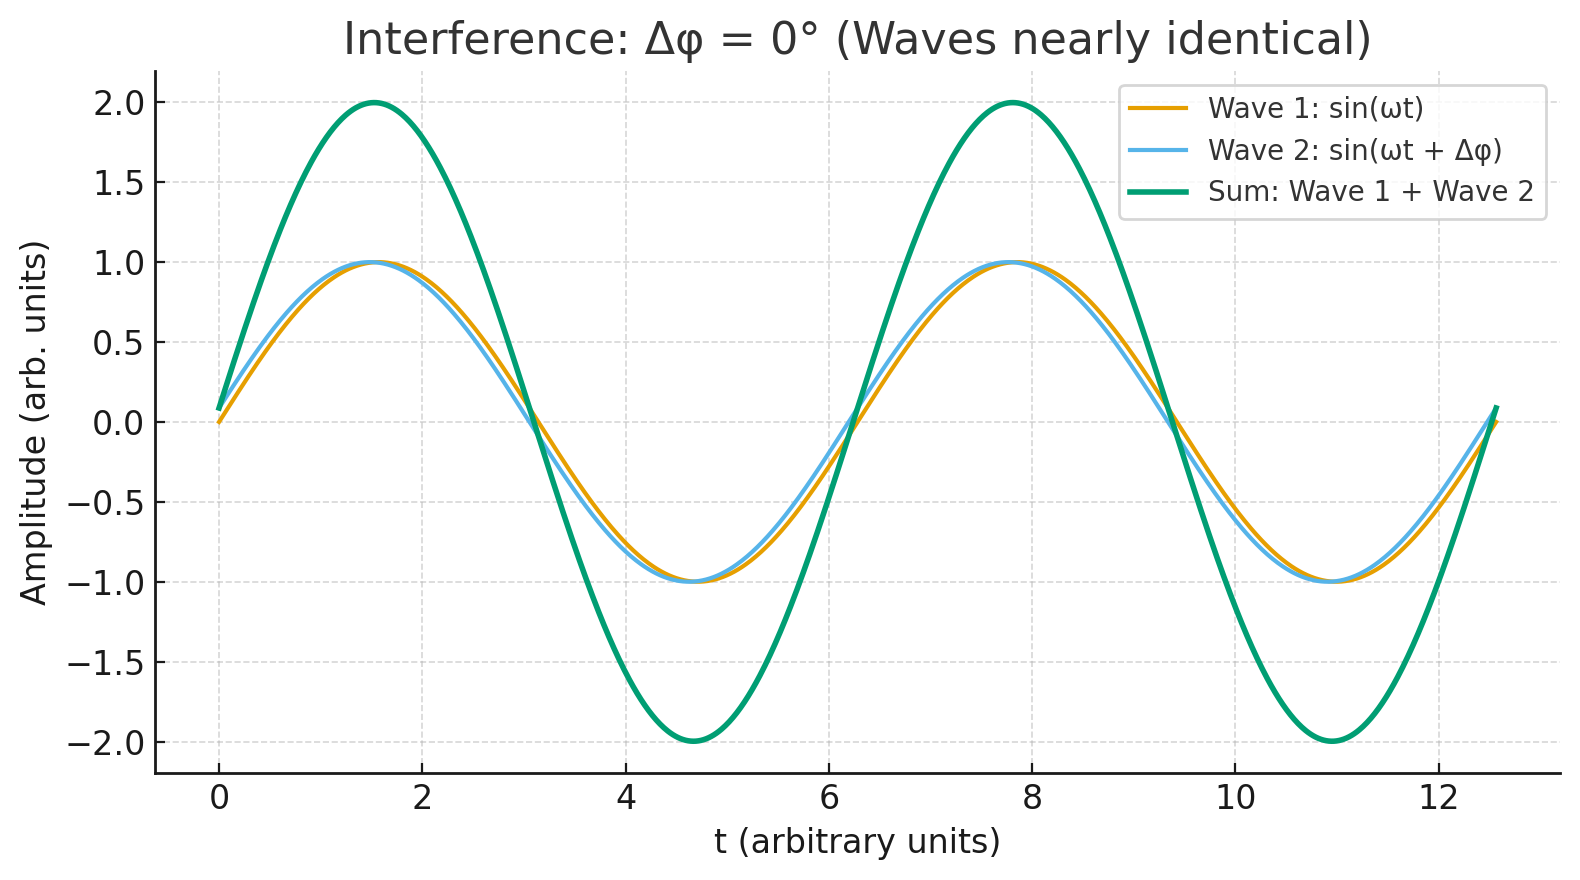 Interference: Δφ = 0° (Waves nearly identical)
Wave 1: sin(ωt)
Wave 2: sin(ωt + Δφ)
Sum: Wave 1 + Wave 2
Amplitude (arb. units)
2.0
1.5
1.0
0.5
0.0
−0.5
−1.0
−1.5
−2.0
0 2 4 6 8 10 12
t (arbitrary units)